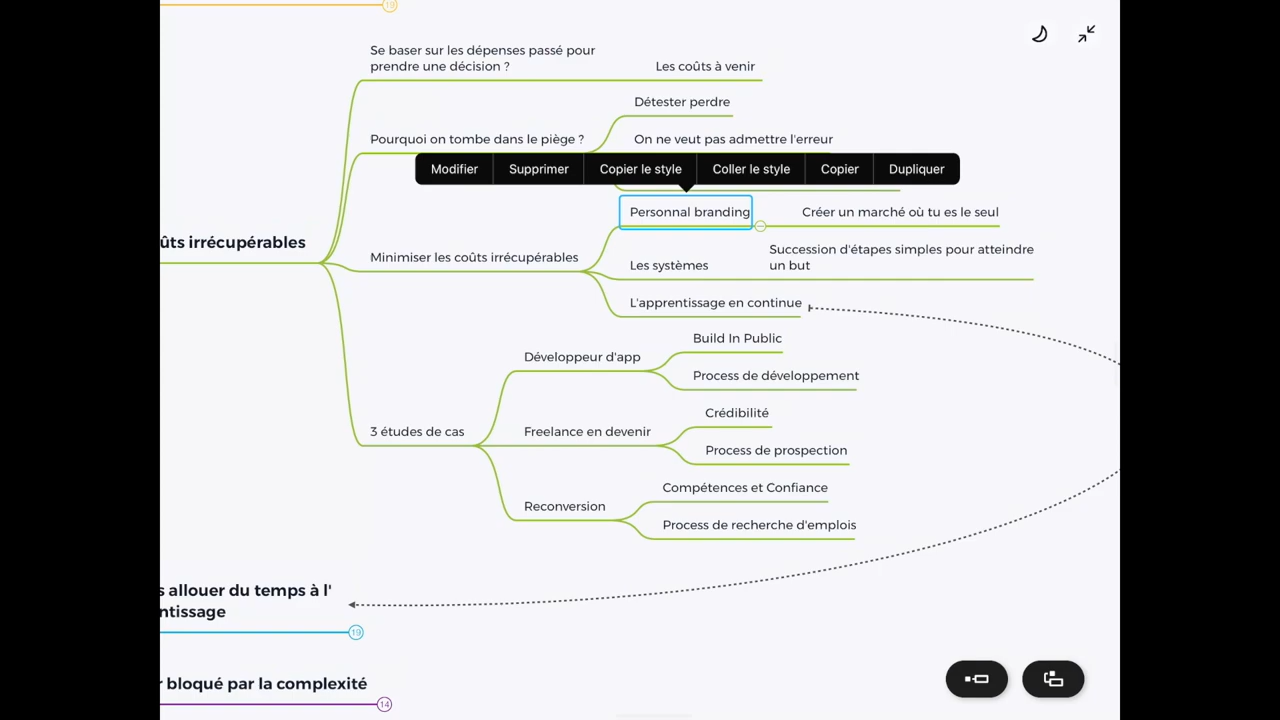 19
Se baser sur les dépenses passé pour
prendre une décision ?
Les coûts à venir
Détester perdre
Pourquoi on tombe dans le piège ?
On ne veut pas admettre l'erreur
Modifier
Supprimer
Copier le style
Coller le style
Copier
Dupliquer
Personnal branding
Créer un marché où tu es le seul
ûts irrécupérables
Minimiser les coûts irrécupérables
Les systèmes
Succession d'étapes simples pour atteindre
un but
L'apprentissage en continue
Build In Public
Développeur d'app
Process de développement
3 études de cas
Crédibilité
Freelance en devenir
Process de prospection
Compétences et Confiance
Reconversion
Process de recherche d'emplois
s allouer du temps à l'
ntissage
19
r bloqué par la complexité
14